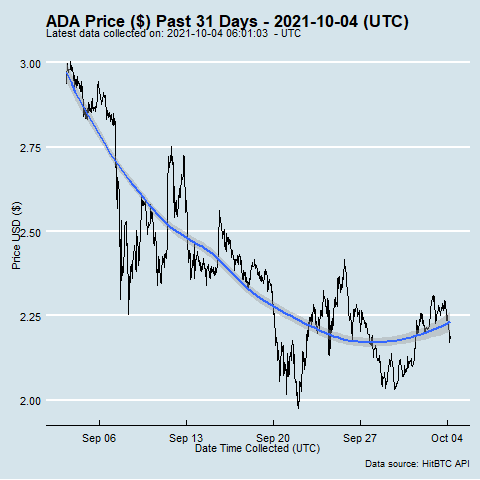 ADA Price ($) Past 31 Days - 2021-10-04 (UTC)
Latest data collected on: 2021-10-04 06:01:03 - UTC
3.00
2.75
2.50
2.25
2.00
Price USD ($)
Sep 06
Sep 13
Sep 20
Sep 27
Oct 04
Date Time Collected (UTC)
Data source: HitBTC API